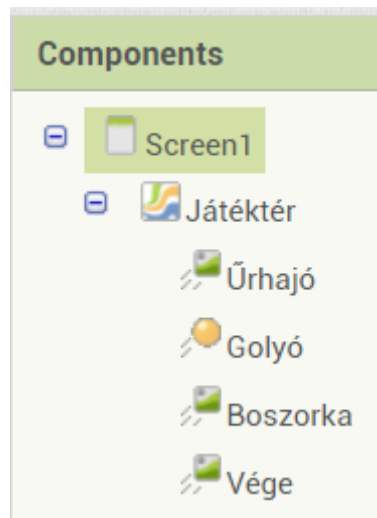 Components
Screen1
Játéktér
Űrhajó
Golyó
Boszorka
Vége